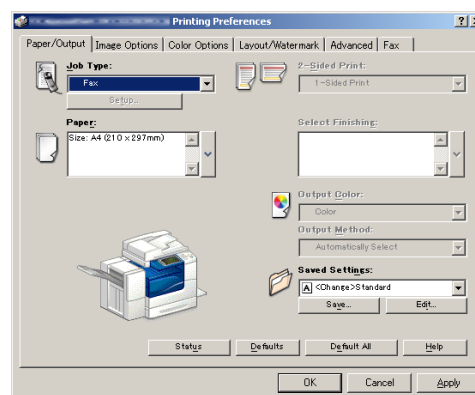 Printing Preferences
Paper/Output Image Options Color Options Layout/Watermark Advanced Fax
Job Type:
Fax
Setup...
2-Sided Print:
1-Sided Print
Paper:
Size: A4 (210 x 297mm)
Select Finishing:
Output Color:
Color
Output Method:
Automatically Select
Saved Settings:
A <Change>Standard
Save... Edit...
Status Defaults Default All Help
OK Cancel Apply